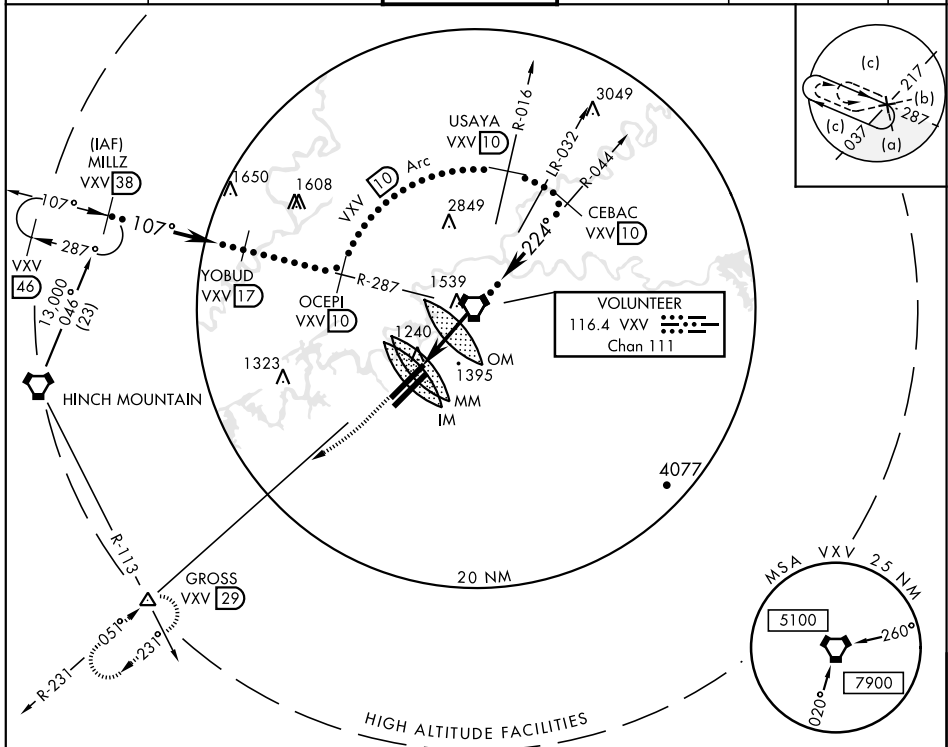 (IAF)
MILLZ
VXV 38
107°
107°
287°
VXV
46
13,000
046°
(23)
HINCH MOUNTAIN
R-113
GROSS
VXV 29
051°
231°
R-231
1650
1608
YOBUD
VXV 17
OCEPI
VXV 10
R-287
VXV 10 Arc
USAYA
VXV 10
R-016
LR-032
3049
R-044
CEBAC
VXV 10
2849
224°
1539
1240
1323
OM
1395
MM
IM
VOLUNTEER
116.4 VXV
Chan 111
4077
20 NM
HIGH ALTITUDE FACILITIES
(c)
217
(b)
287
(c)
037
(a)
MSA VXV 25 NM
5100
260°
7900
020°